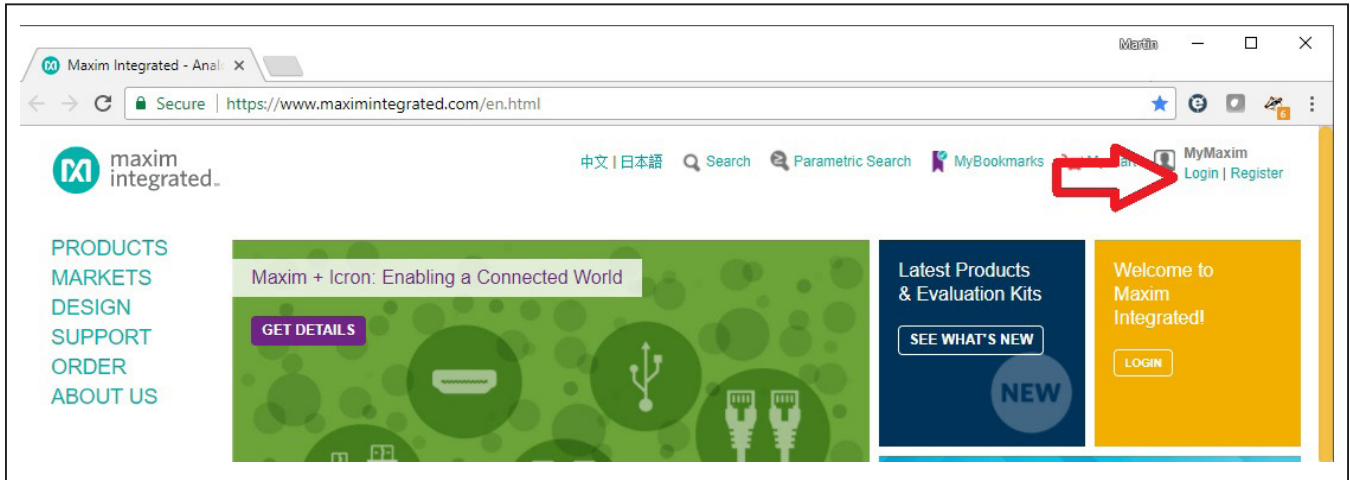 Martin
Maxim Integrated - Anal
Secure | https://www.maximintegrated.com/en.html
6
maxim
integrated™
中文 | 日本語 Search Parametric Search MyBookmarks
MyMaxim
Login | Register
PRODUCTS
MARKETS
DESIGN
SUPPORT
ORDER
ABOUT US
Maxim + Icron: Enabling a Connected World
GET DETAILS
Latest Products
& Evaluation Kits
SEE WHAT'S NEW
NEW
Welcome to
Maxim
Integrated!
LOGIN